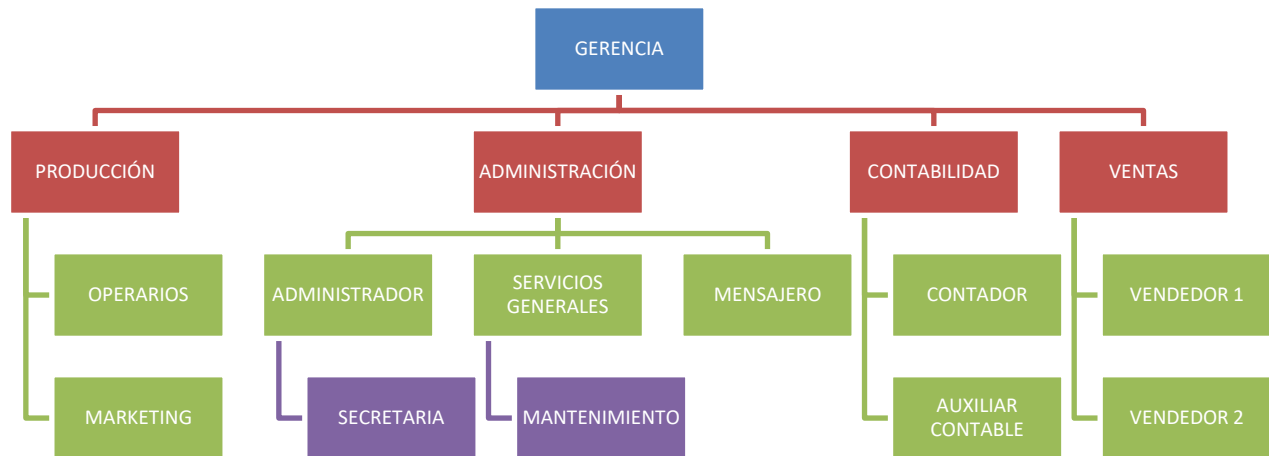 GERENCIA
PRODUCCIÓN
ADMINISTRACIÓN
CONTABILIDAD
VENTAS
OPERARIOS
ADMINISTRADOR
SERVICIOS
GENERALES
MENSAJERO
CONTADOR
VENDEDOR 1
MARKETING
SECRETARIA
MANTENIMIENTO
AUXILIAR
CONTABLE
VENDEDOR 2